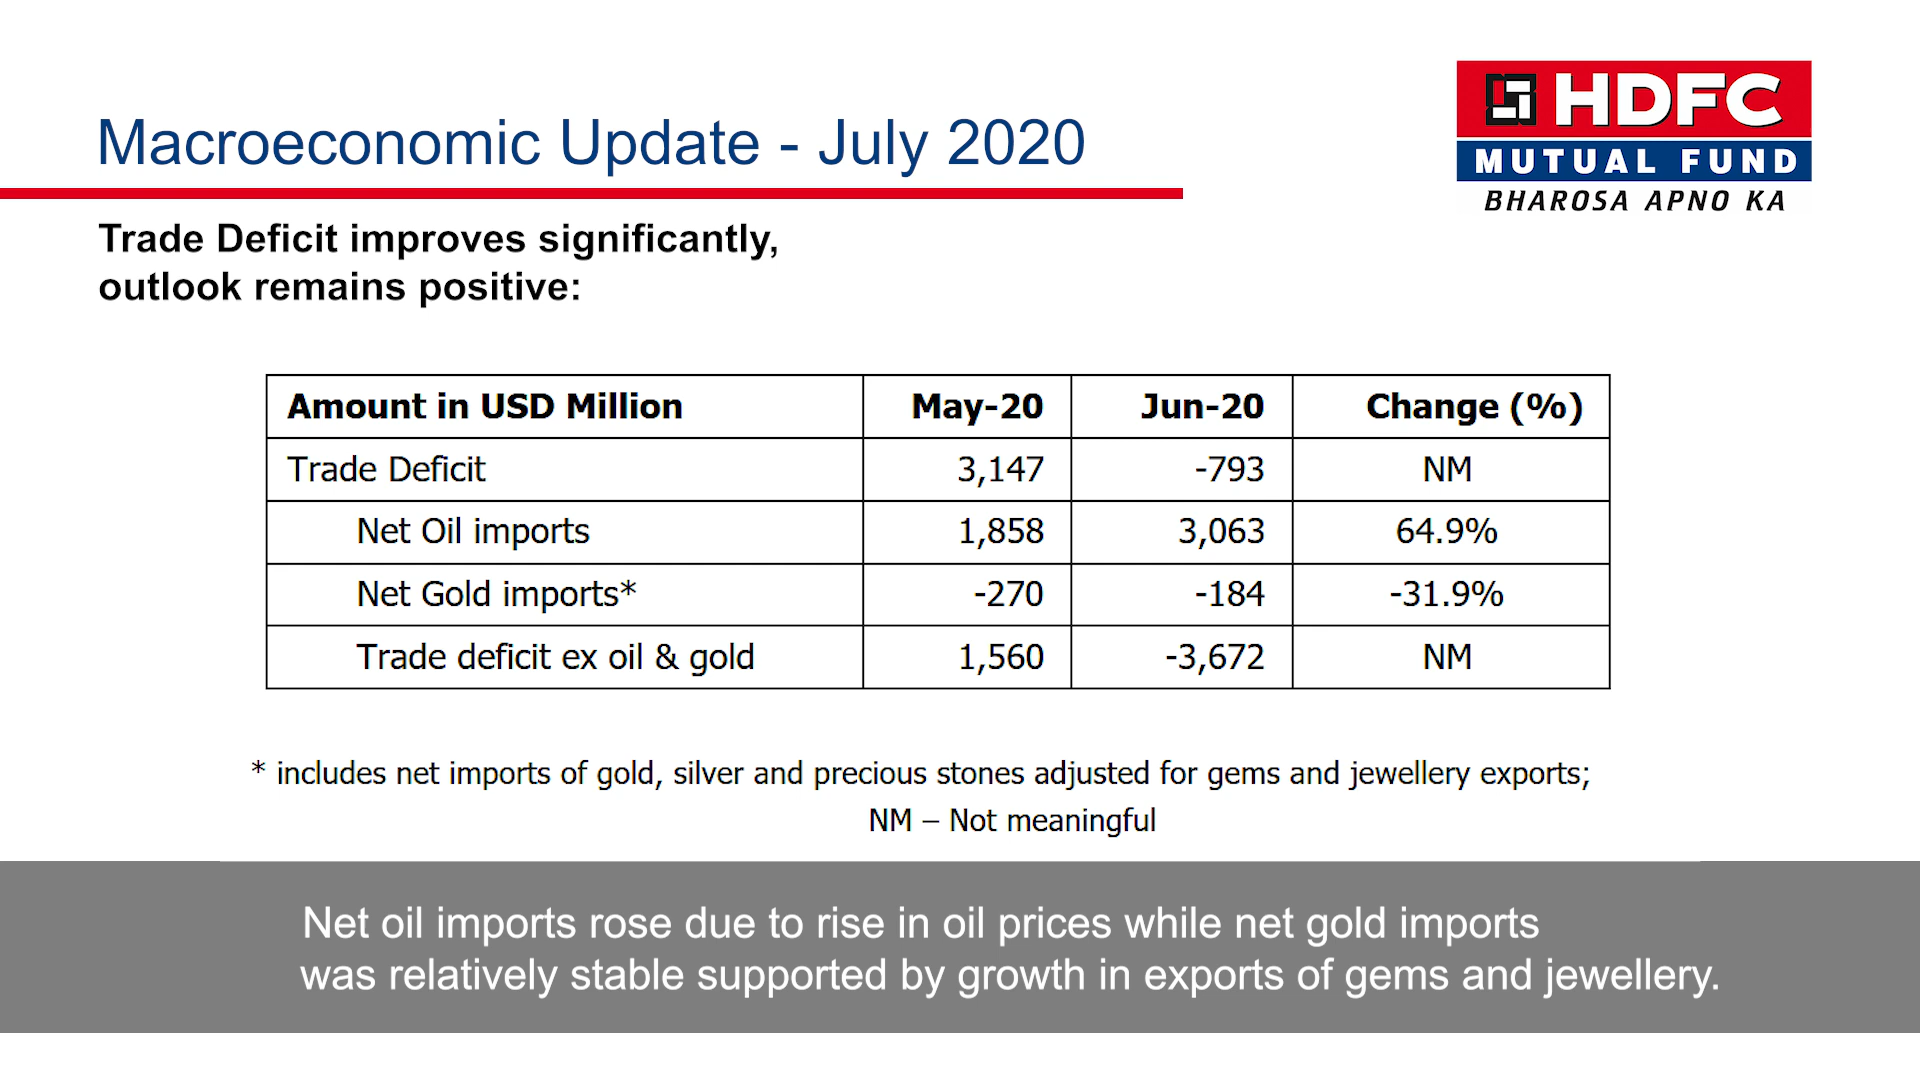 HDFC
MUTUAL FUND
BHAROSA APNO KA
Macroeconomic Update - July 2020
Trade Deficit improves significantly,
outlook remains positive:
Amount in USD Million May-20 Jun-20 Change (%)
Trade Deficit 3,147 -793 NM
Net Oil imports 1,858 3,063 64.9%
Net Gold imports* -270 -184 -31.9%
Trade deficit ex oil & gold 1,560 -3,672 NM
* includes net imports of gold, silver and precious stones adjusted for gems and jewellery exports;
NM – Not meaningful
Net oil imports rose due to rise in oil prices while net gold imports
was relatively stable supported by growth in exports of gems and jewellery.